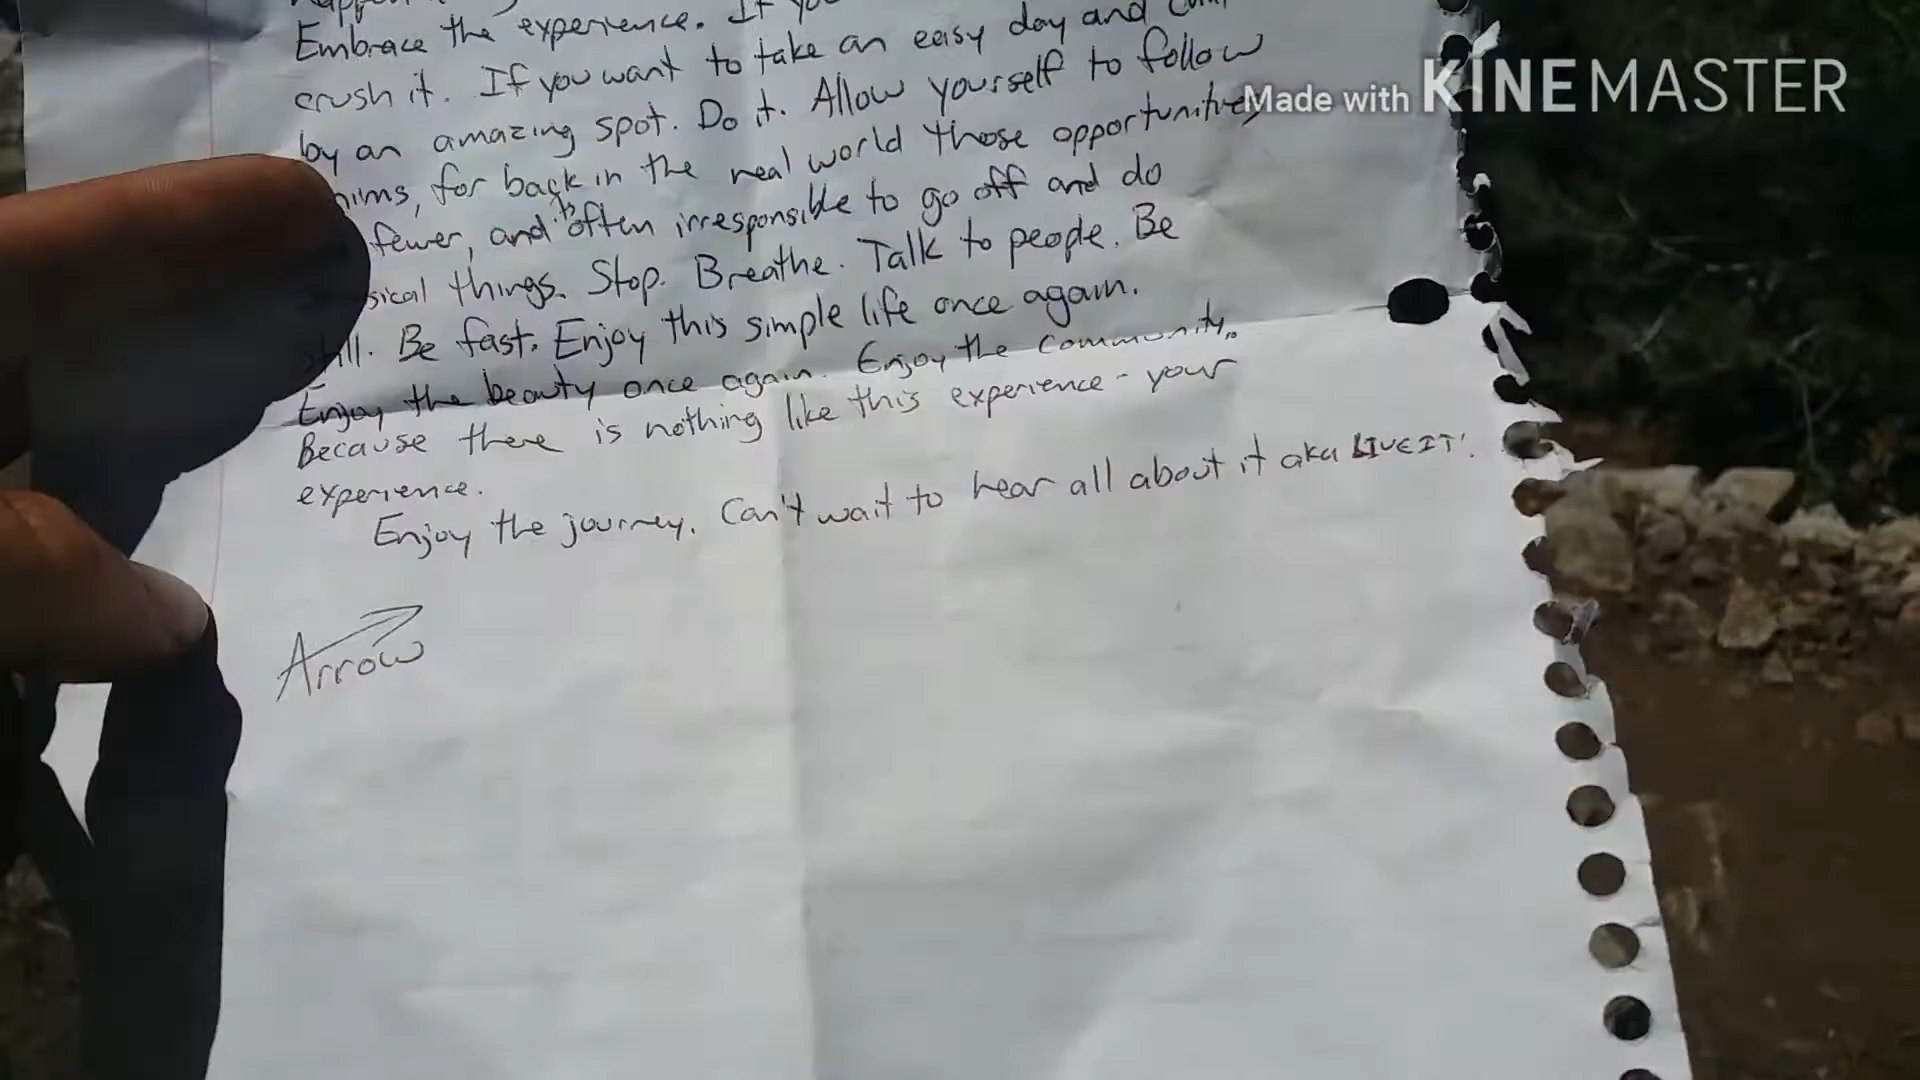 Embrace the experience. If you
crush it. If you want to take an easy day and
by an amazing spot. Do it. Allow yourself to follow
for back in the real world those opportunities
fewer, and it's often irresponsible to go off and do
things. Stop. Breathe. Talk to people. Be
still. Be fast. Enjoy this simple life once again.
Enjoy the beauty once again. Enjoy the community.
Because there is nothing like this experience - your
experience.
Enjoy the journey. Can't wait to hear all about it aka LIVE IT!
Arrow
Made with KINEMASTER